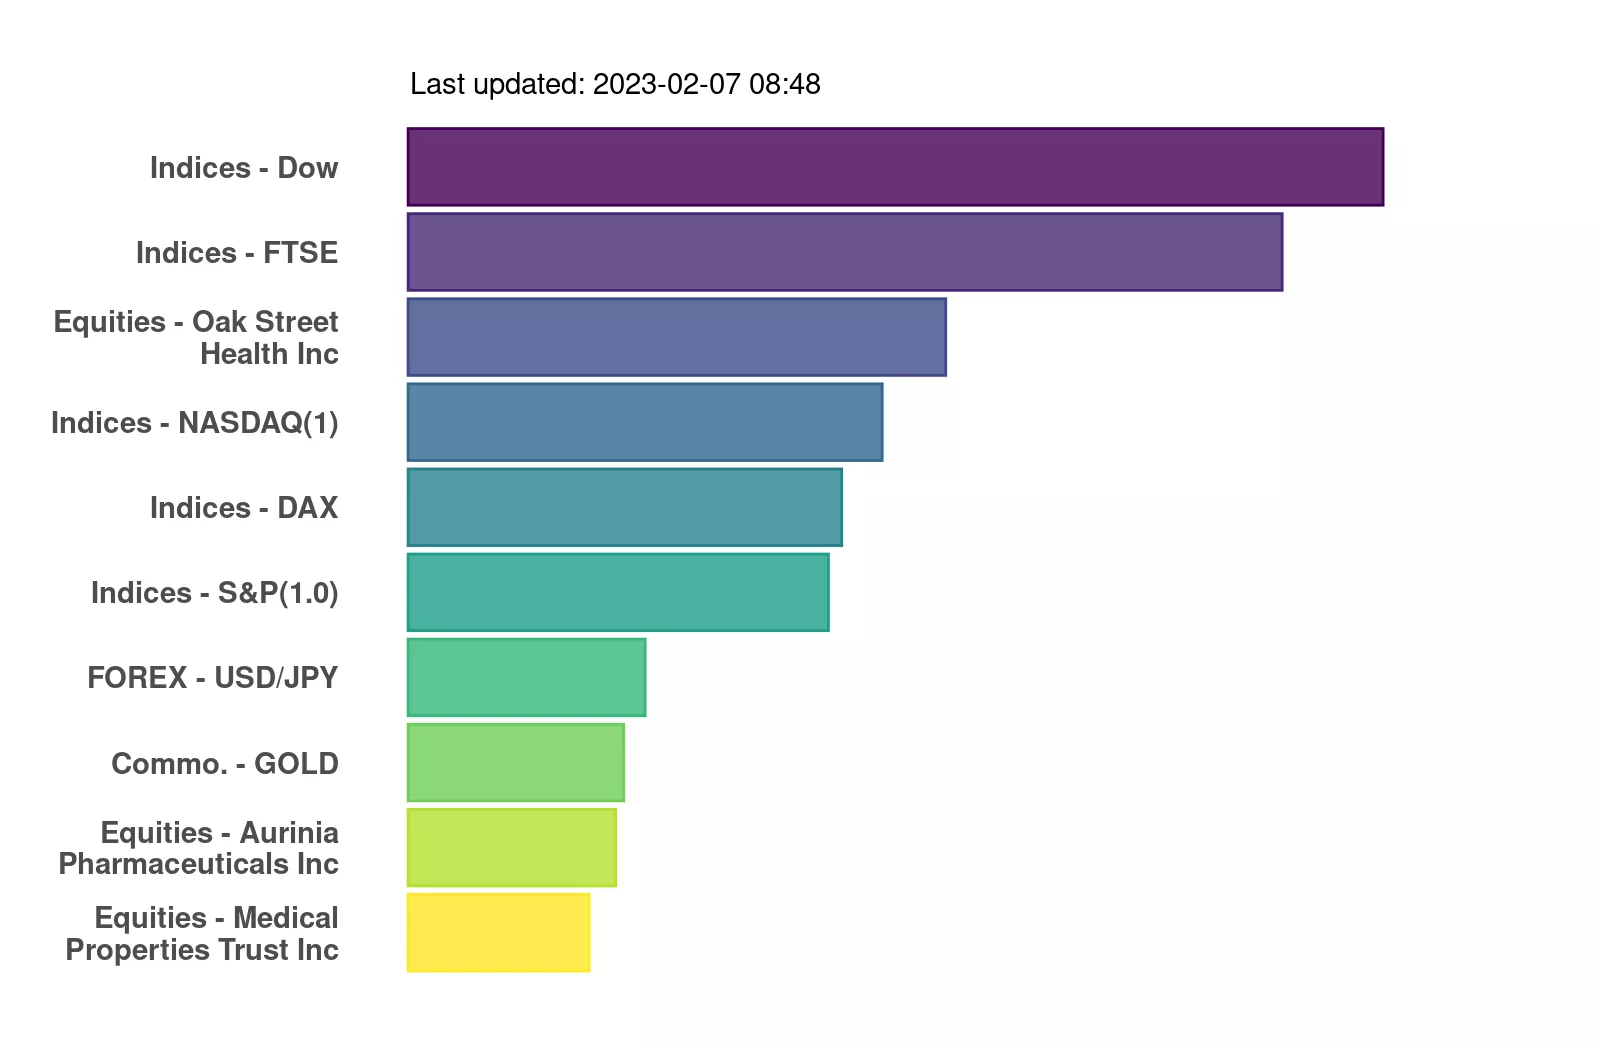 Last updated: 2023-02-07 08:48
Indices - Dow
Indices - FTSE
Equities - Oak Street
Health Inc
Indices - NASDAQ(1)
Indices - DAX
Indices - S&P(1.0)
FOREX - USD/JPY
Commo. - GOLD
Equities - Aurinia
Pharmaceuticals Inc
Equities - Medical
Properties Trust Inc